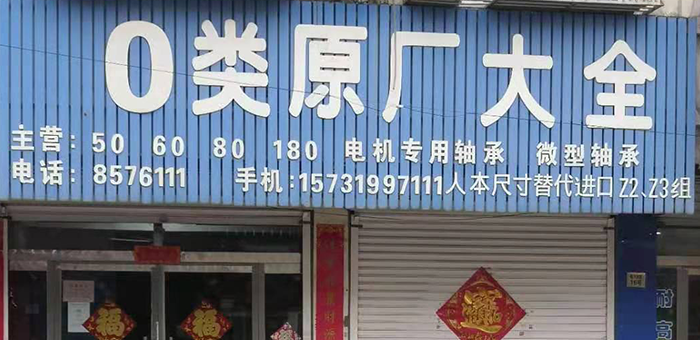 0类原厂大全
主营：50 60 80 180 电机专用轴承 微型轴承
电话：8576111 手机：15731997111人本尺寸替代进口Z2、Z3组
福
福
耐
高